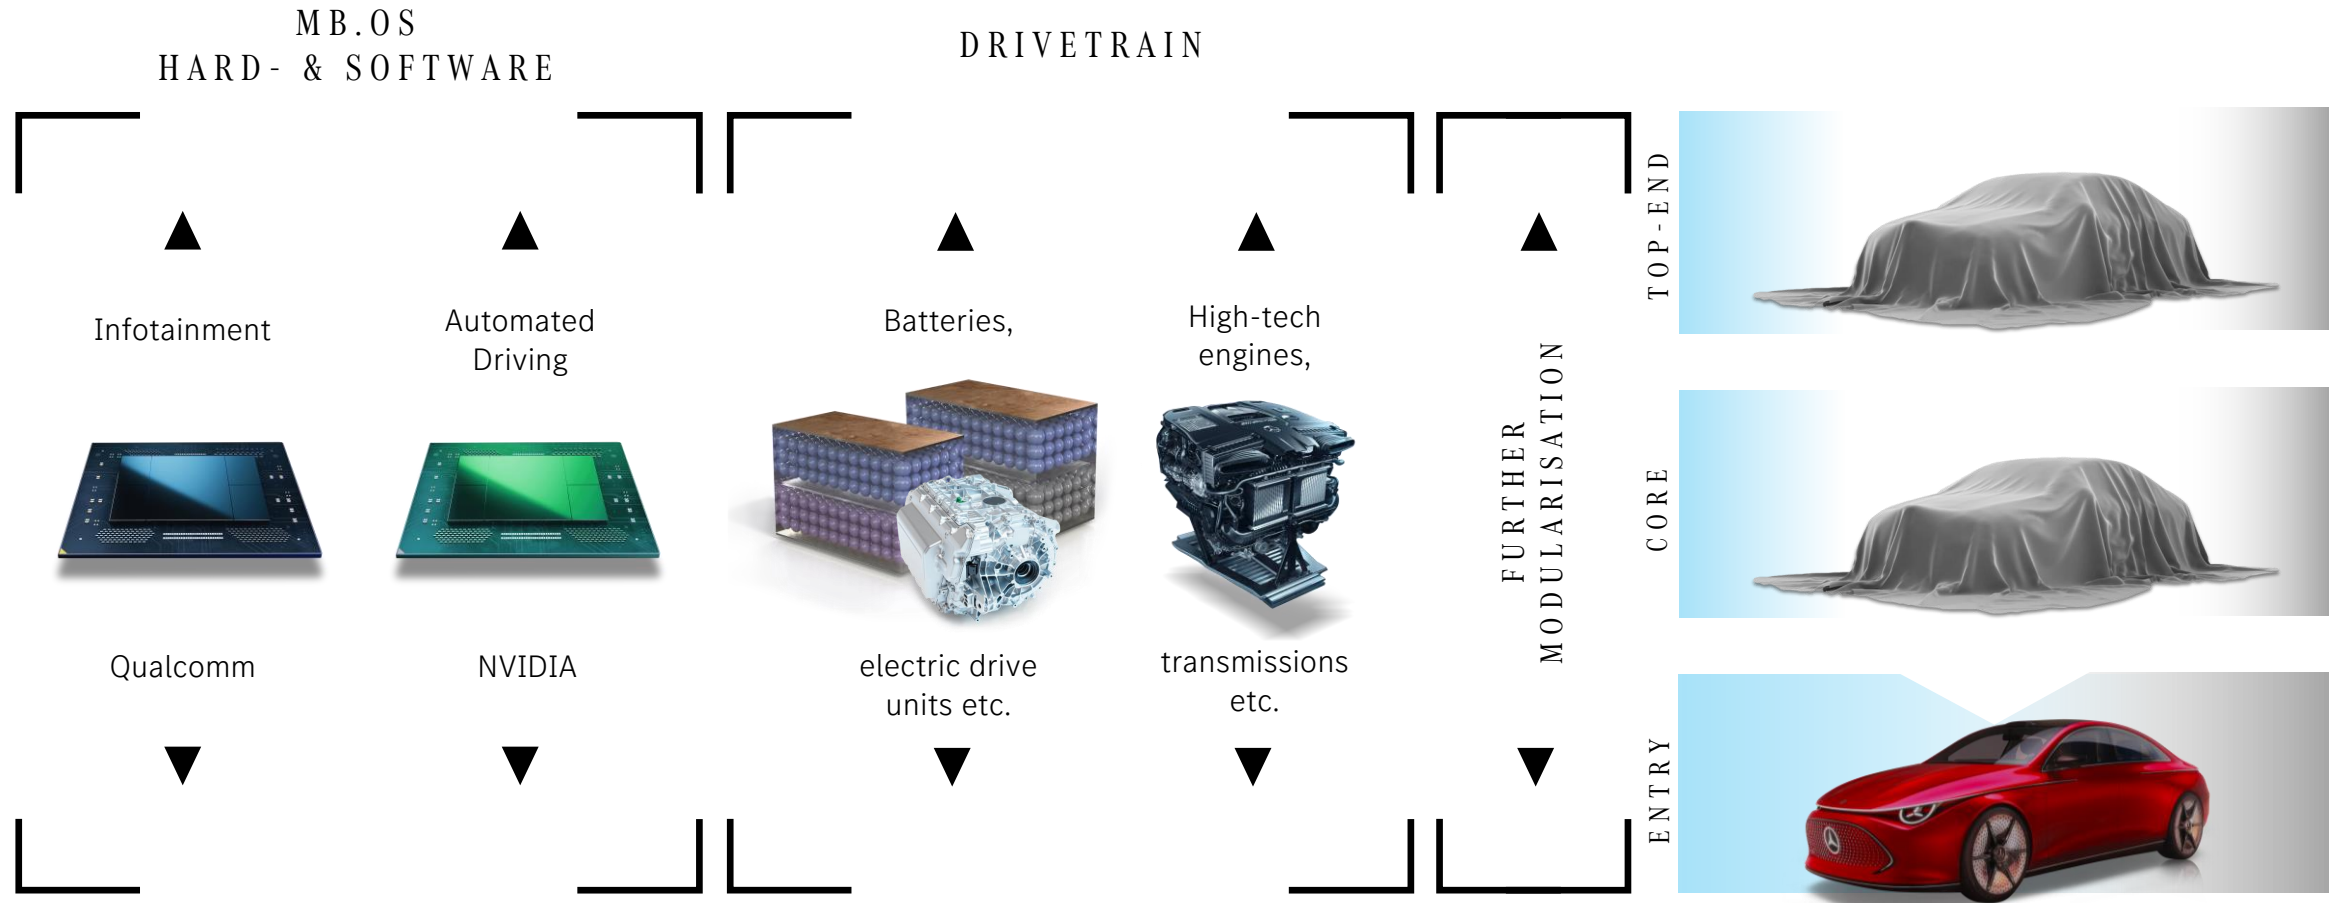 MB.OS
HARD- & SOFTWARE
DRIVETRAIN
Infotainment
Automated
Driving
Qualcomm
NVIDIA
Batteries,
electric drive
units etc.
High-tech
engines,
transmissions
etc.
FURTHER
MODULARISATION
TOP-END
CORE
ENTRY